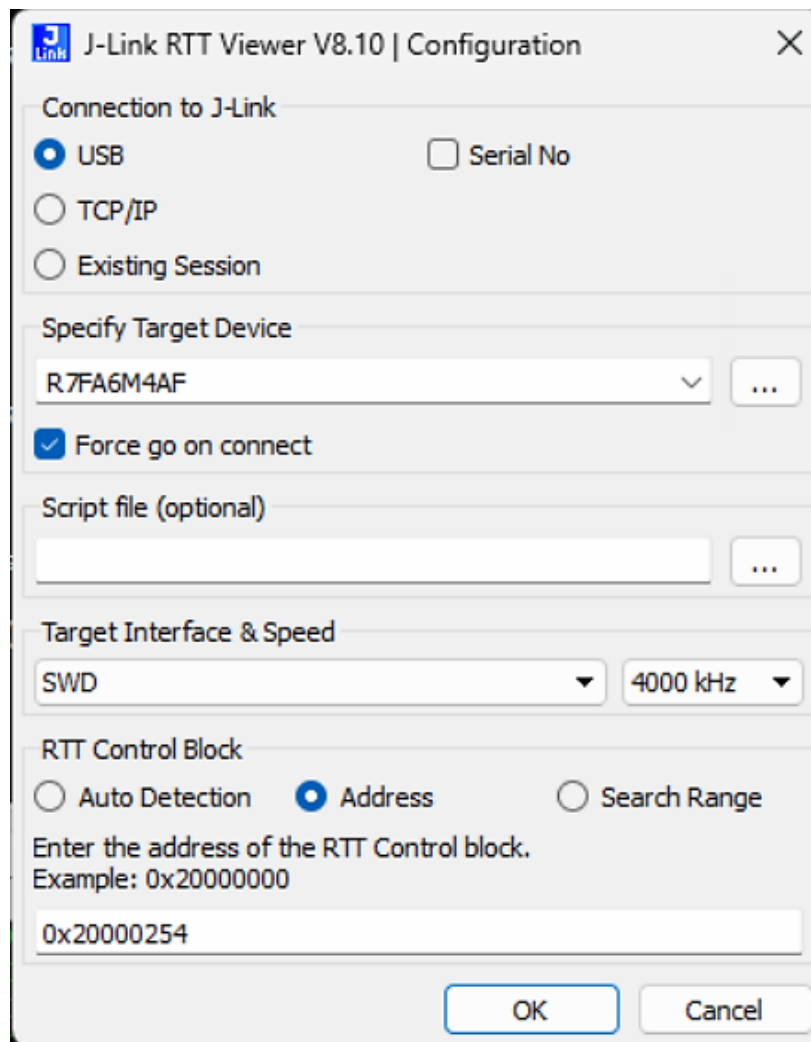 J-Link RTT Viewer V8.10 | Configuration
Connection to J-Link
USB
Serial No
TCP/IP
Existing Session
Specify Target Device
R7FA6M4AF
...
Force go on connect
Script file (optional)
...
Target Interface & Speed
SWD
4000 kHz
RTT Control Block
Auto Detection
Address
Search Range
Enter the address of the RTT Control block.
Example: 0x20000000
0x20000254
OK
Cancel